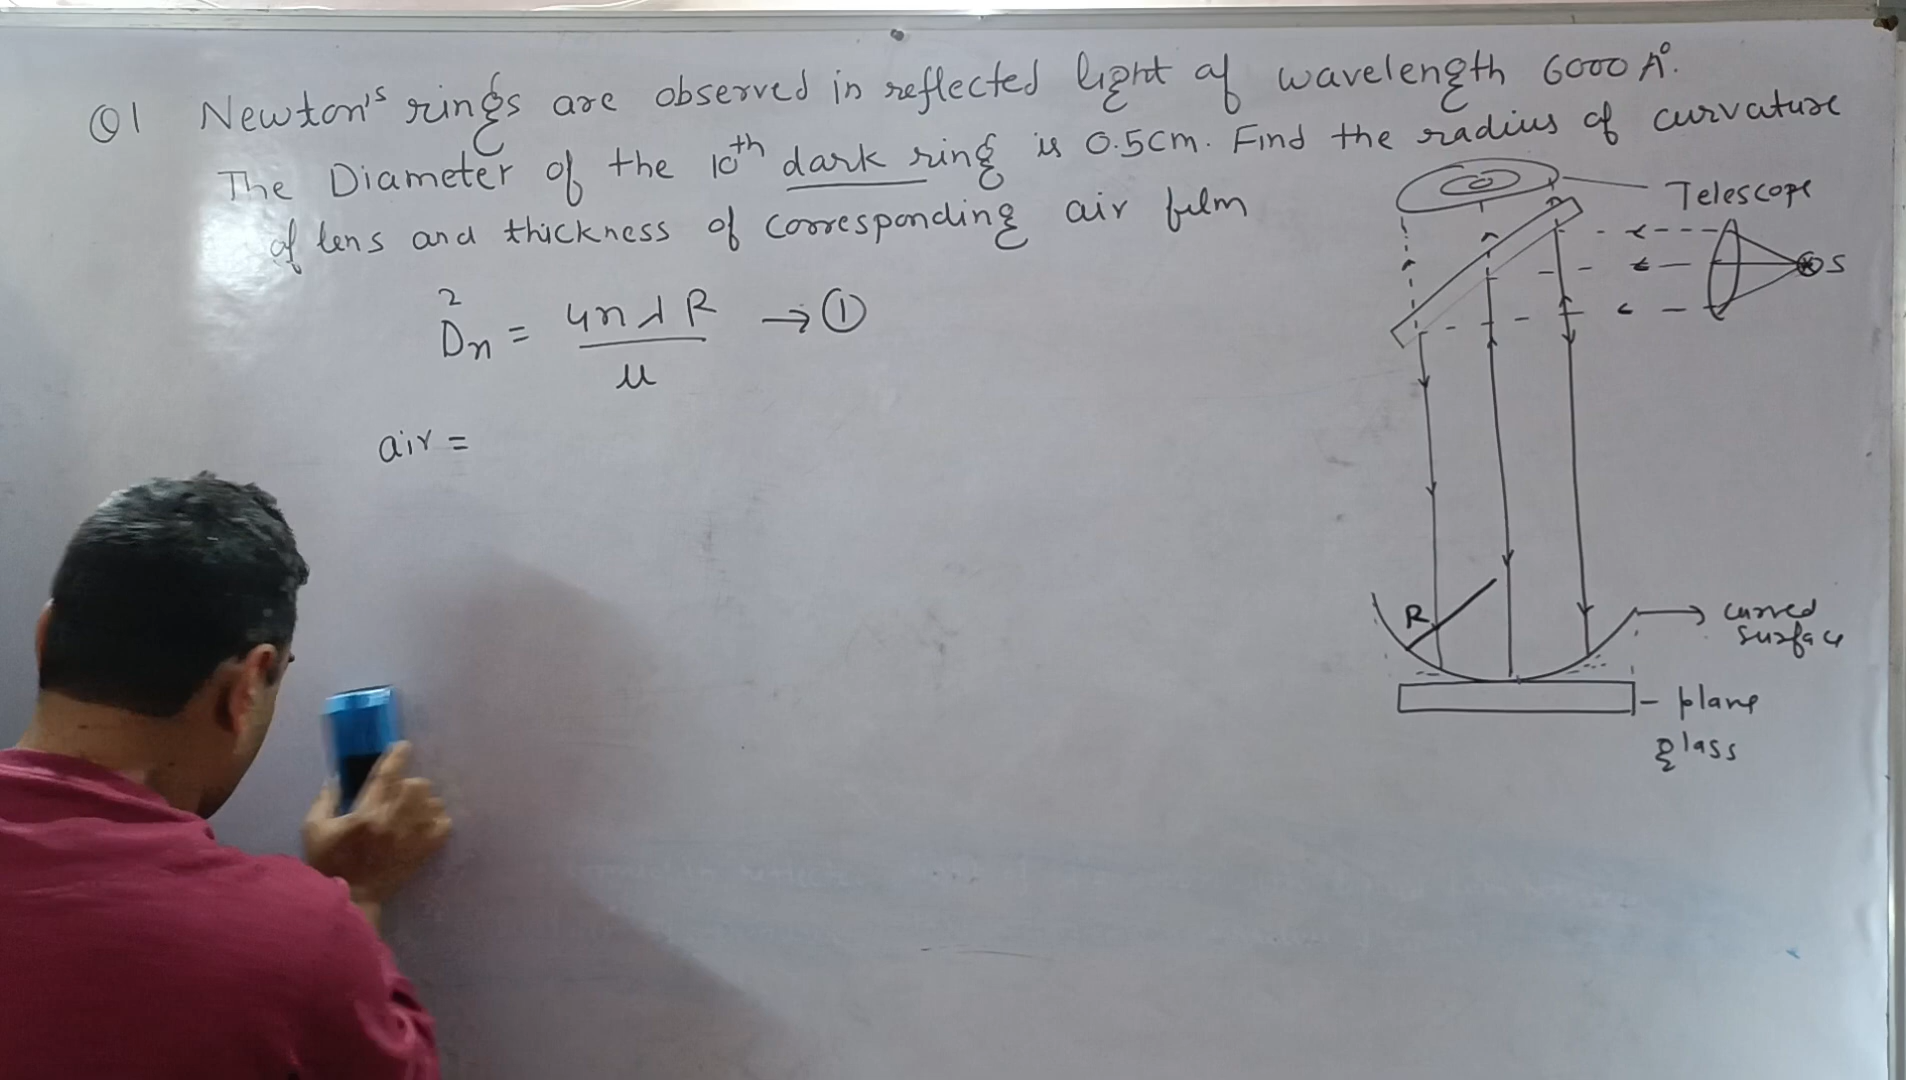 Q1 Newton's rings are observed in reflected light of wavelength 6000 A°.
The Diameter of the 10th dark ring is 0.5cm. Find the radius of curvature
of lens and thickness of corresponding air film
D²n = 4nλR / μ → ①
air =
Telescope
S
R
curved
surface
plane
glass